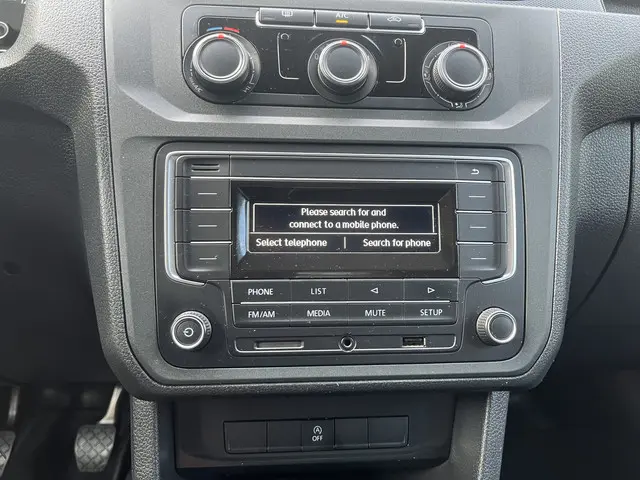 A/C
Please search for and
connect to a mobile phone.
Select telephone | Search for phone
PHONE LIST
FM/AM MEDIA MUTE SETUP
A
OFF